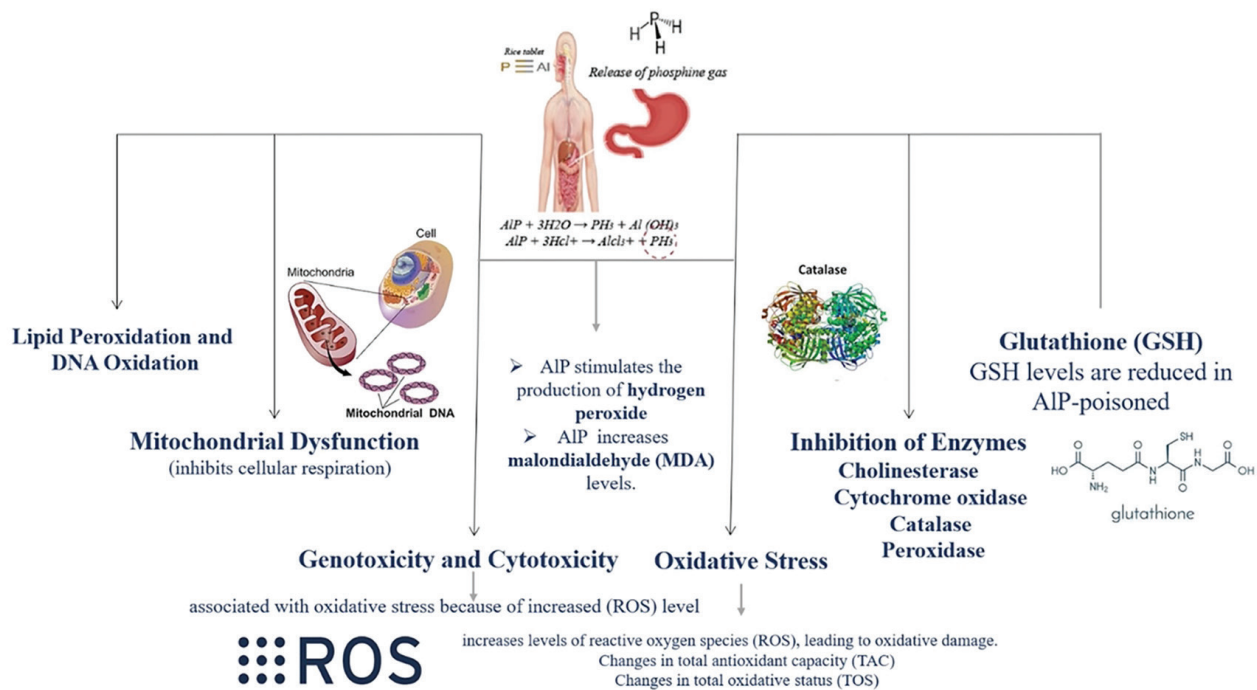 Rice tablet
P Al
P
H H
H
Release of phosphine gas
AlP + 3H2O → PH₃ + Al (OH)₃
AlP + 3Hcl+ → Alcl₃+ + PH₃
Cell
Mitochondria
Mitochondrial DNA
Catalase
Lipid Peroxidation and
DNA Oxidation
Mitochondrial Dysfunction
(inhibits cellular respiration)
➢ AlP stimulates the
production of hydrogen
peroxide
➢ AlP increases
malondialdehyde (MDA)
levels.
Inhibition of Enzymes
Cholinesterase
Cytochrome oxidase
Catalase
Peroxidase
Glutathione (GSH)
GSH levels are reduced in
AlP-poisoned
SH
O O
HO N N OH
H H
NH₂ O O
glutathione
Genotoxicity and Cytotoxicity
associated with oxidative stress because of increased (ROS) level
ROS
Oxidative Stress
increases levels of reactive oxygen species (ROS), leading to oxidative damage.
Changes in total antioxidant capacity (TAC)
Changes in total oxidative status (TOS)